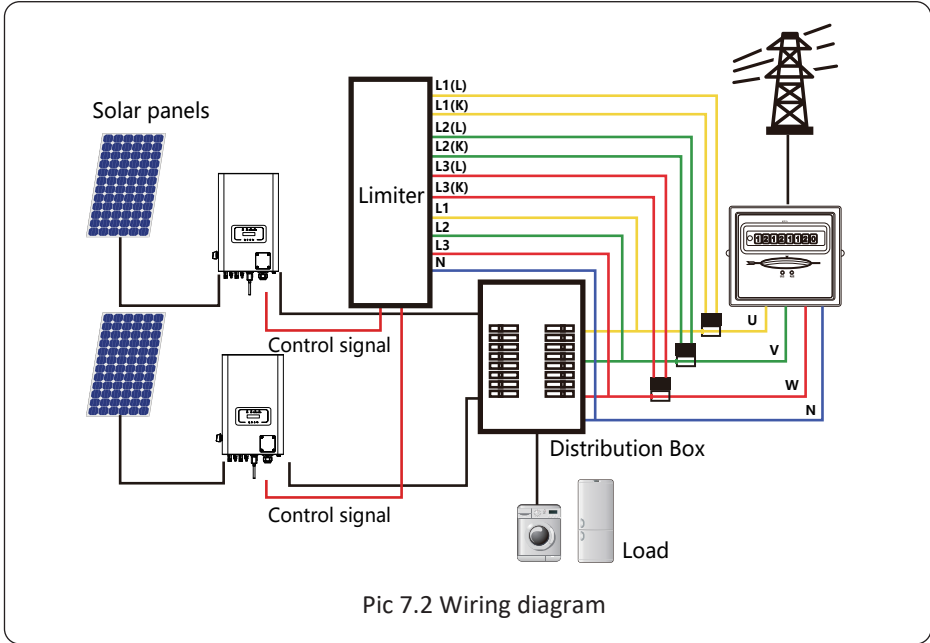 Solar panels
L1(L)
L1(K)
L2(L)
L2(K)
L3(L)
L3(K)
Limiter
L1
L2
L3
N
12121120
U
V
W
N
Control signal
Distribution Box
Control signal
Load
Pic 7.2 Wiring diagram